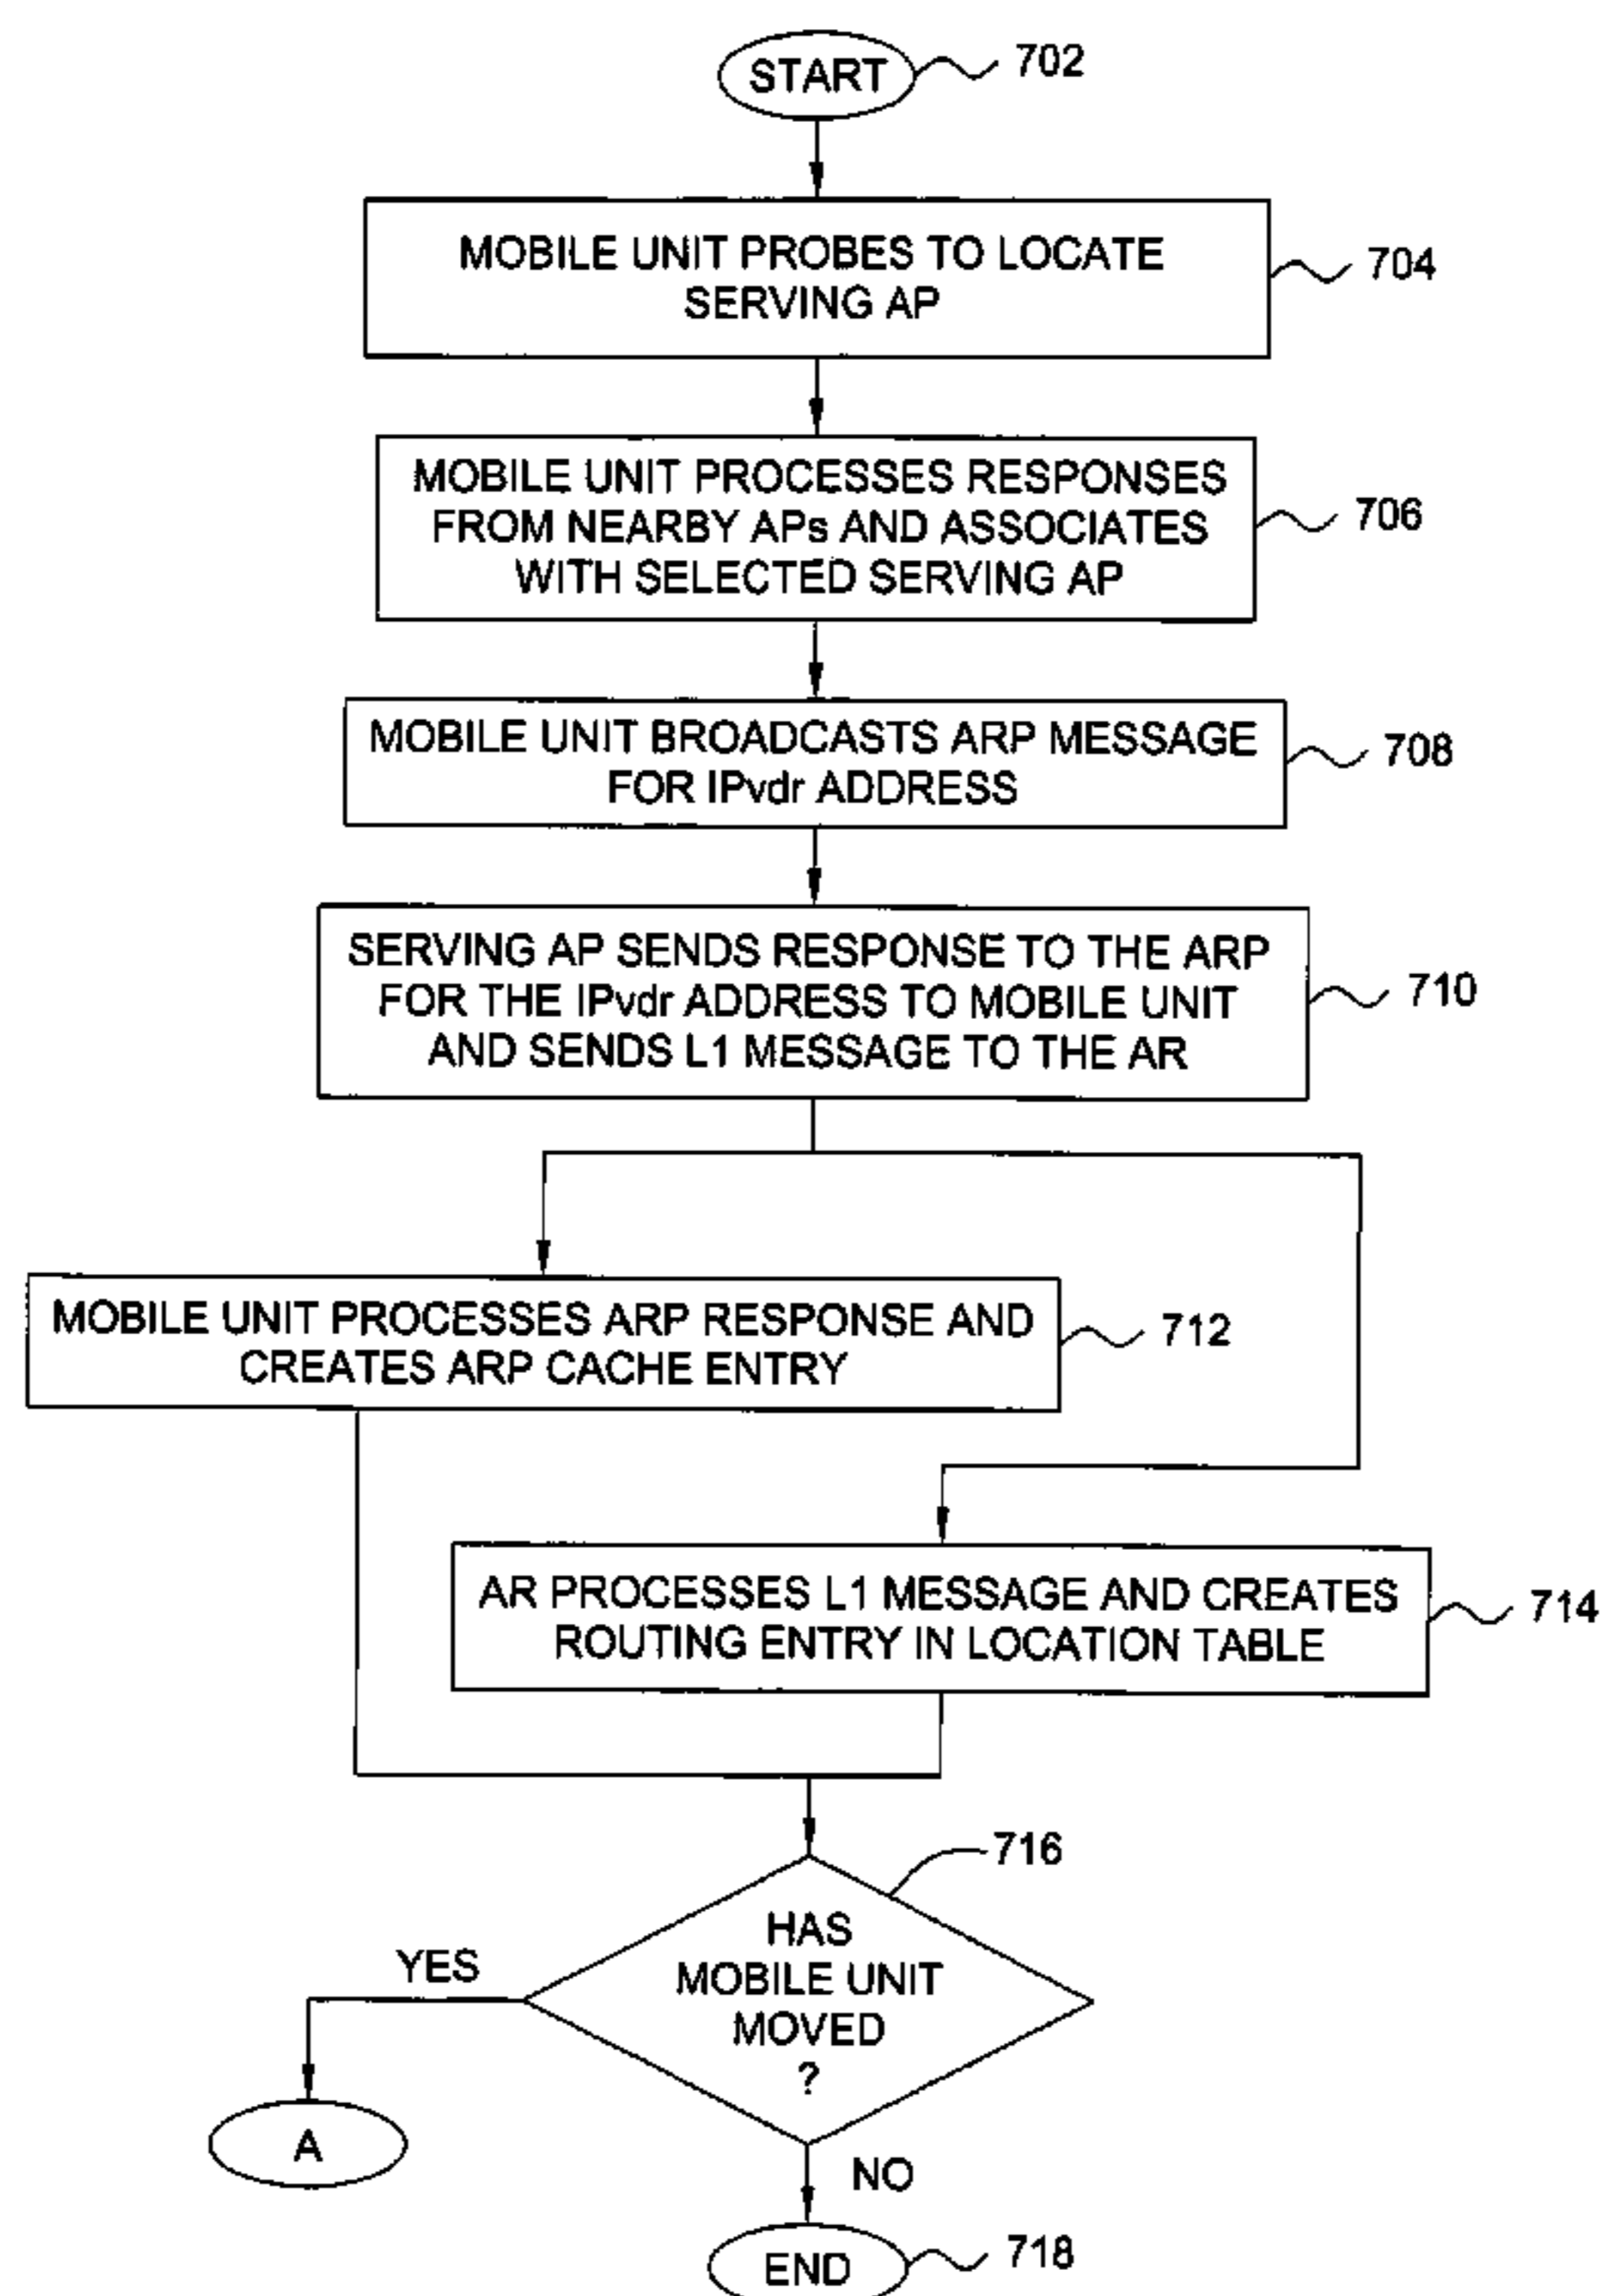 START
702
MOBILE UNIT PROBES TO LOCATE
SERVING AP
704
MOBILE UNIT PROCESSES RESPONSES
FROM NEARBY APs AND ASSOCIATES
WITH SELECTED SERVING AP
706
MOBILE UNIT BROADCASTS ARP MESSAGE
FOR IPvdr ADDRESS
708
SERVING AP SENDS RESPONSE TO THE ARP
FOR THE IPvdr ADDRESS TO MOBILE UNIT
AND SENDS L1 MESSAGE TO THE AR
710
MOBILE UNIT PROCESSES ARP RESPONSE AND
CREATES ARP CACHE ENTRY
712
AR PROCESSES L1 MESSAGE AND CREATES
ROUTING ENTRY IN LOCATION TABLE
714
716
HAS
MOBILE UNIT
MOVED
?
YES
A
NO
END
718